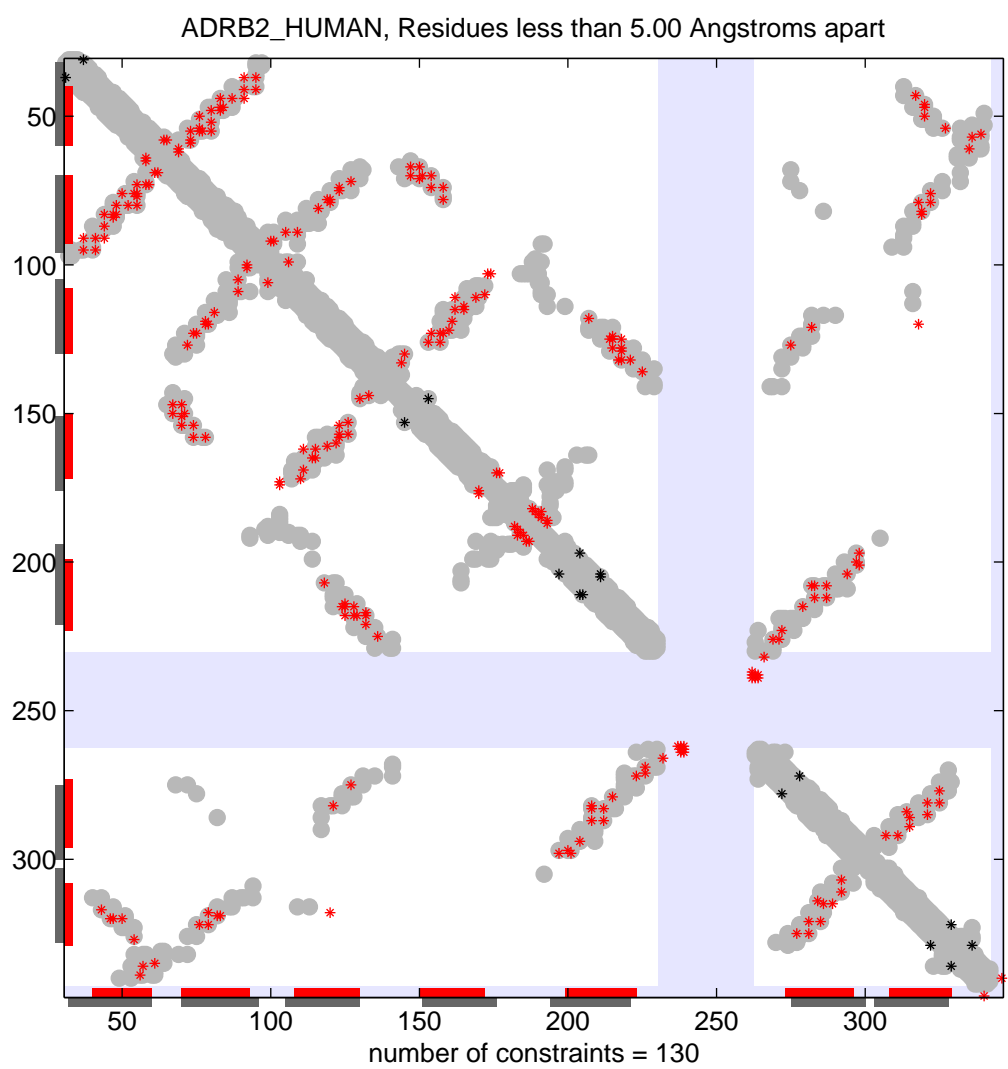 ADRB2_HUMAN, Residues less than 5.00 Angstroms apart
50
100
150
200
250
300
50 100 150 200 250 300
number of constraints = 130